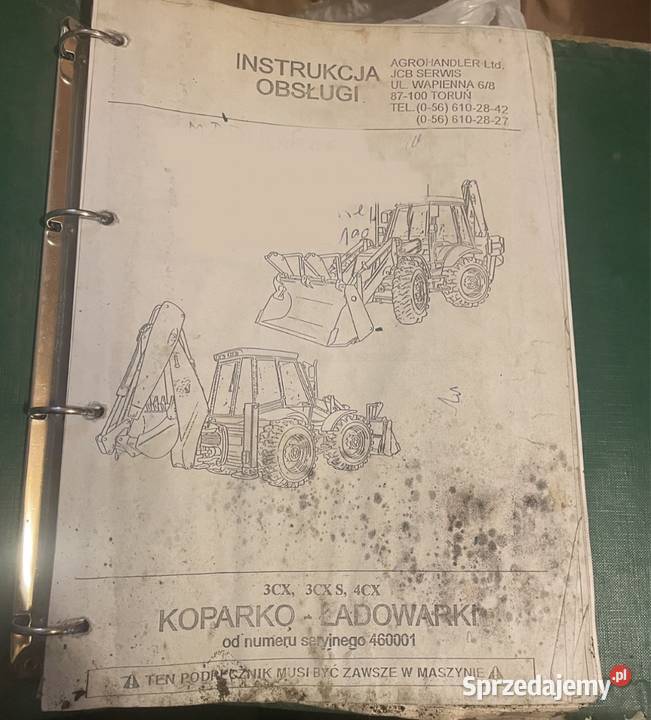 INSTRUKCJA
OBSŁUGI
AGROHANDLER Ltd.
JCB SERWIS
UL. WAPIENNA 6/8
87-100 TORUŃ
TEL.(0-56) 610-28-42
(0-56) 610-28-27
3CX, 3CX S, 4CX
KOPARKO - ŁADOWARKI
od numeru seryjnego 460001
TEN PODRĘCZNIK MUSI BYĆ ZAWSZE W MASZYNIE
Sprzedajemy.pl